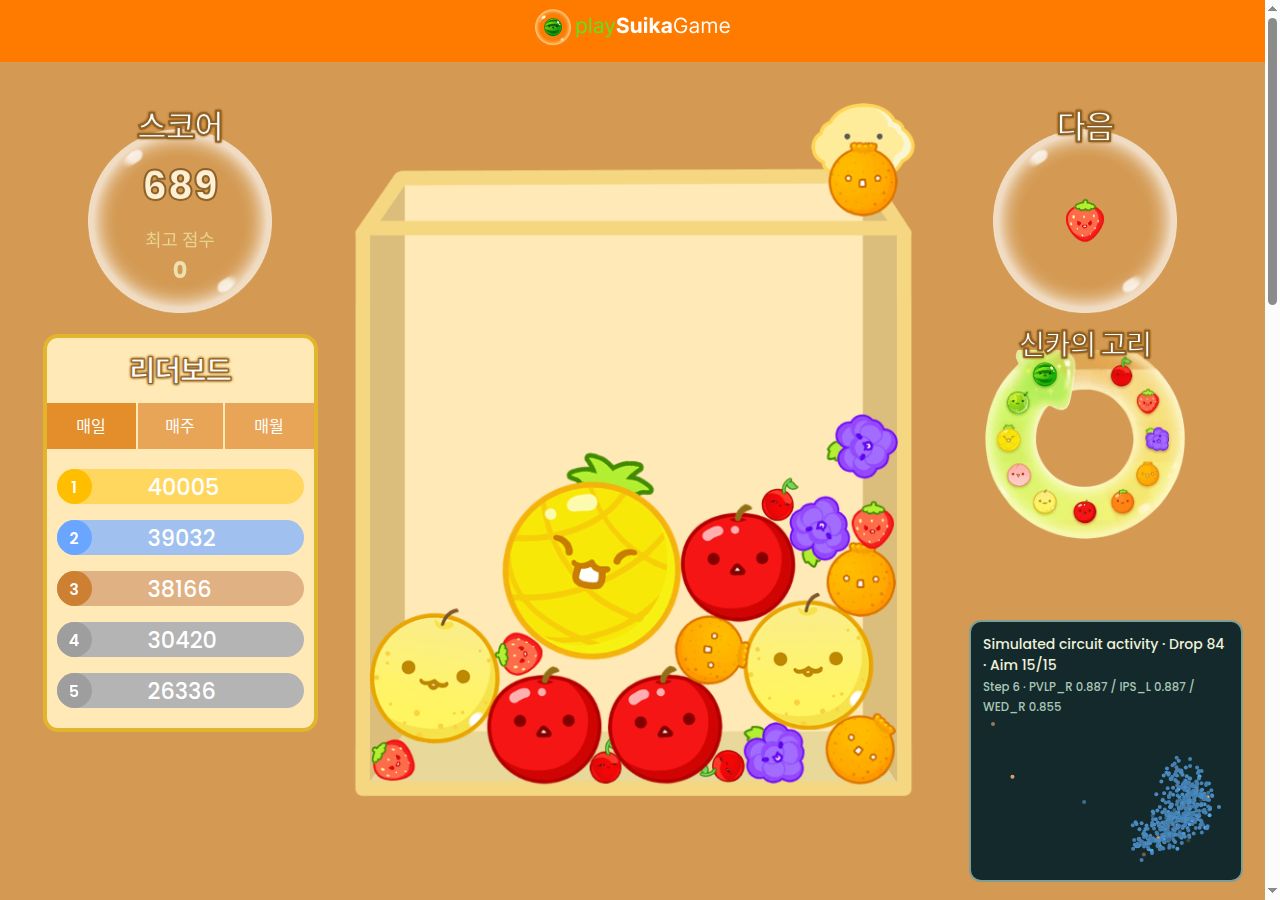 playSuikaGame
스코어
689
최고 점수
0
다음
리더보드
매일 매주 매월
1 40005
2 39032
3 38166
4 30420
5 26336
신카의 고리
Simulated circuit activity · Drop 84
· Aim 15/15
Step 6 · PVLP_R 0.887 / IPS_L 0.887 /
WED_R 0.855